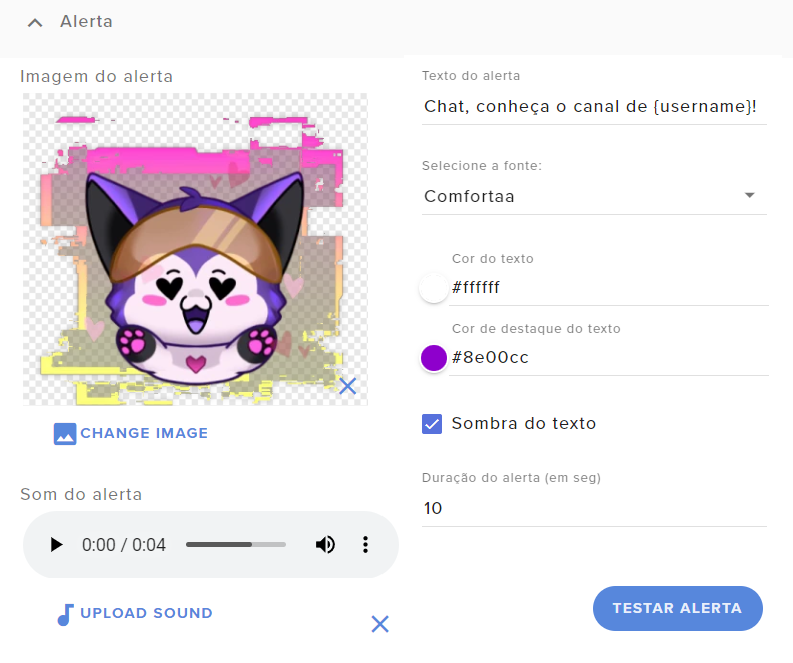 Alerta
Imagem do alerta
CHANGE IMAGE
Som do alerta
0:00 / 0:04
UPLOAD SOUND
Texto do alerta
Chat, conheça o canal de {username}!
Selecione a fonte:
Comfortaa
Cor do texto
#ffffff
Cor de destaque do texto
#8e00cc
Sombra do texto
Duração do alerta (em seg)
10
TESTAR ALERTA